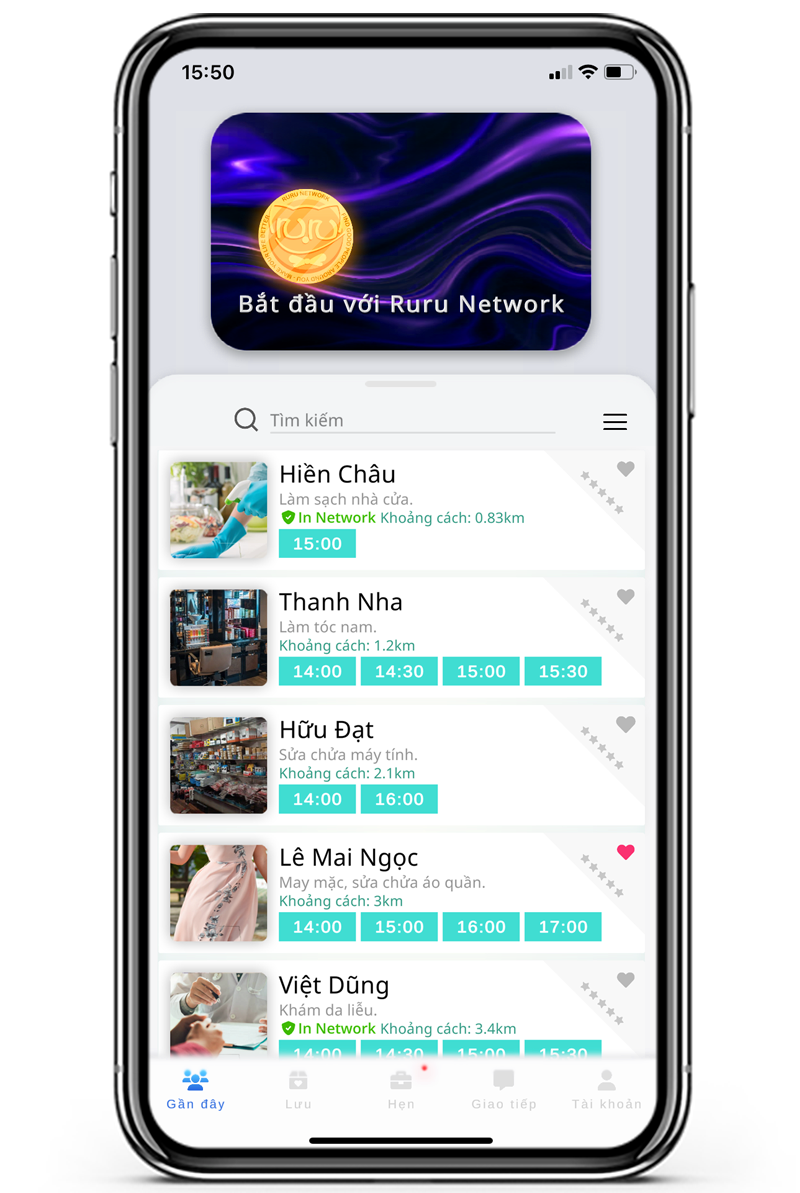 15:50
RURU NETWORK
ruru
Bắt đầu với Ruru Network
Tìm kiếm
Hiền Châu
Làm sạch nhà cửa.
In Network Khoảng cách: 0.83km
15:00
Thanh Nha
Làm tóc nam.
Khoảng cách: 1.2km
14:00 14:30 15:00 15:30
Hữu Đạt
Sửa chửa máy tính.
Khoảng cách: 2.1km
14:00 16:00
Lê Mai Ngọc
May mặc, sửa chửa áo quần.
Khoảng cách: 3km
14:00 15:00 16:00 17:00
Việt Dũng
Khám da liễu.
In Network Khoảng cách: 3.4km
14:00 14:30 15:00 15:30
Gần đây Lưu Hẹn Giao tiếp Tài khoản